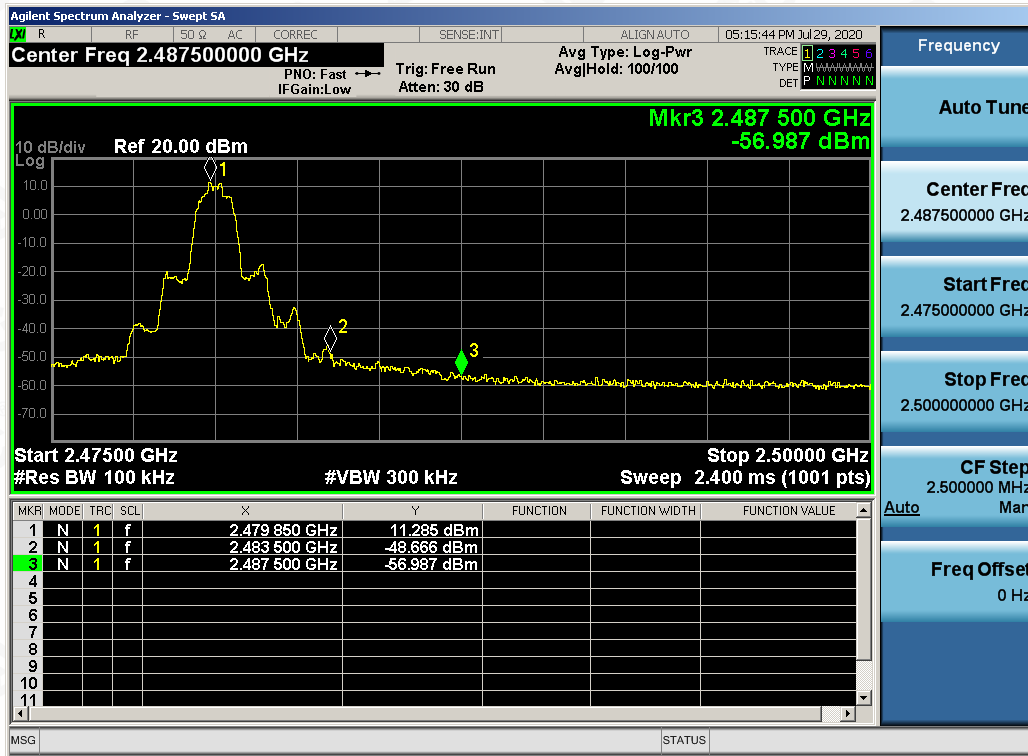 Agilent Spectrum Analyzer - Swept SA
LXI R RF 50 Ω AC CORREC SENSE:INT ALIGN AUTO 05:15:44 PM Jul 29, 2020
Center Freq 2.487500000 GHz
PNO: Fast
IFGain:Low
Trig: Free Run
Atten: 30 dB
Avg Type: Log-Pwr
Avg|Hold: 100/100
TRACE 1 2 3 4 5 6
TYPE M
DET P N N N N N
Mkr3 2.487 500 GHz
-56.987 dBm
10 dB/div
Log
Ref 20.00 dBm
10.0
0.00
-10.0
-20.0
-30.0
-40.0
-50.0
-60.0
-70.0
1
2
3
Start 2.47500 GHz
Stop 2.50000 GHz
#Res BW 100 kHz
#VBW 300 kHz
Sweep 2.400 ms (1001 pts)
MKR MODE TRC SCL X Y FUNCTION FUNCTION WIDTH FUNCTION VALUE
1 N 1 f 2.479 850 GHz 11.285 dBm
2 N 1 f 2.483 500 GHz -48.666 dBm
3 N 1 f 2.487 500 GHz -56.987 dBm
4
5
6
7
8
9
10
11
MSG
STATUS
Frequency
Auto Tune
Center Freq
2.487500000 GHz
Start Freq
2.475000000 GHz
Stop Freq
2.500000000 GHz
CF Step
2.500000 MHz
Auto Man
Freq Offset
0 Hz